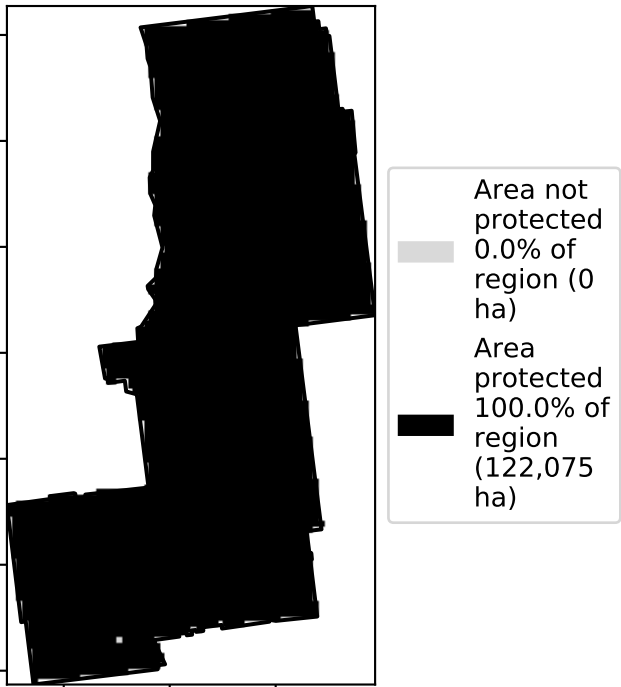 Area not
protected
0.0% of
region (0
ha)
Area
protected
100.0% of
region
(122,075
ha)